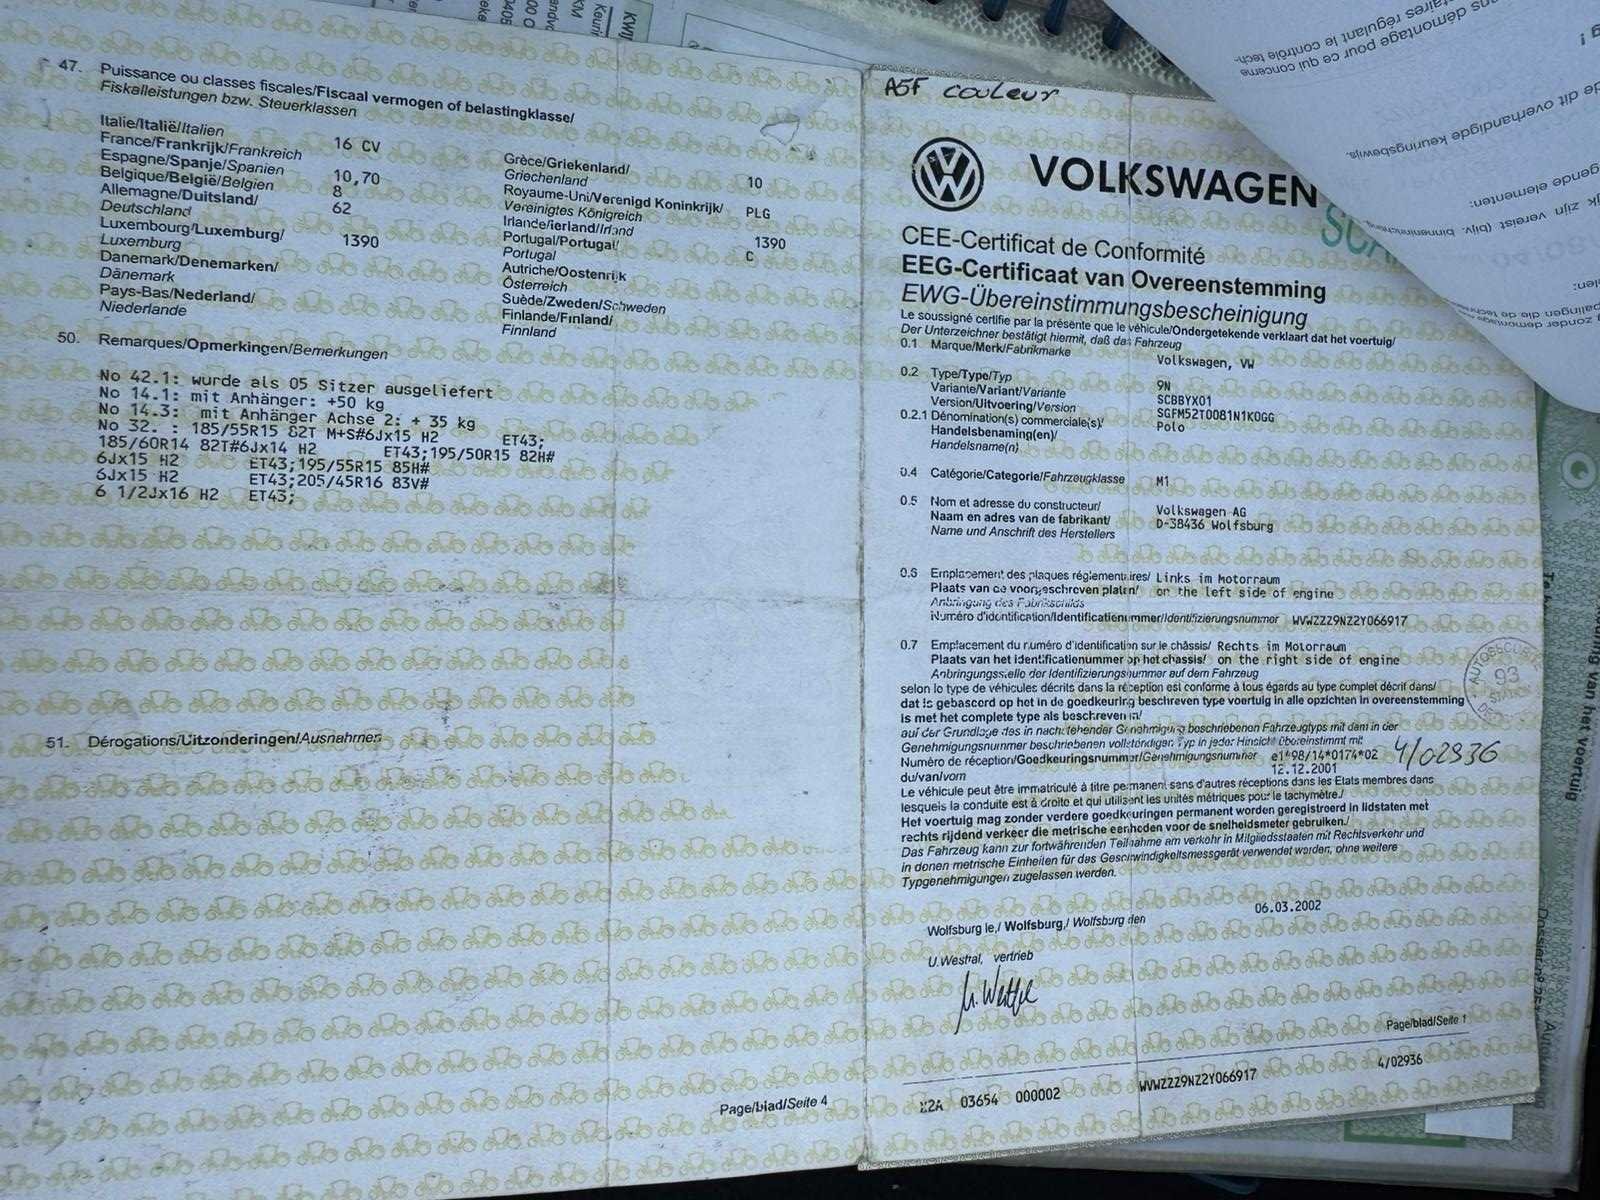 47. Puissance ou classes fiscales/Fiscaal vermogen of belastingklasse/
Fiskalleistungen bzw. Steuerklassen
Italie/Italië/Italien
France/Frankrijk/Frankreich 16 CV
Espagne/Spanje/Spanien 10,70
Belgique/België/Belgien 8
Allemagne/Duitsland/ 62
Deutschland
Luxembourg/Luxemburg/ 1390
Luxemburg
Danemark/Denemarken/
Dänemark
Pays-Bas/Nederland/
Niederlande
Grèce/Griekenland/ 10
Griechenland
Royaume-Uni/Verenigd Koninkrijk/ PLG
Vereinigtes Königreich
Irlande/Ierland/Irland 1390
Portugal/Portugal/ C
Portugal
Autriche/Oostenrijk
Österreich
Suède/Zweden/Schweden
Finlande/Finland/
Finnland
50. Remarques/Opmerkingen/Bemerkungen
No 42.1: wurde als 05 Sitzer ausgeliefert
No 14.1: mit Anhänger: +50 kg
No 14.3: mit Anhänger Achse 2: + 35 kg
No 32. : 185/55R15 82T M+S#6Jx15 H2 ET43;
185/60R14 82T#6Jx14 H2 ET43;195/50R15 82H#
6Jx15 H2 ET43;195/55R15 85H#
6Jx15 H2 ET43;205/45R16 83V#
6 1/2Jx16 H2 ET43;
51. Dérogations/Uitzonderingen/Ausnahmen
Page/blad/Seite 4
A5F couleur
VOLKSWAGEN
CEE-Certificat de Conformité
EEG-Certificaat van Overeenstemming
EWG-Übereinstimmungsbescheinigung
Le soussigné certifie par la présente que le véhicule/Ondergetekende verklaart dat het voertuig/
Der Unterzeichner bestätigt hiermit, daß das Fahrzeug
0.1 Marque/Merk/Fabrikmarke Volkswagen, VW
0.2 Type/Type/Typ 9N
Variante/Variant/Variante SCBBYX01
Version/Uitvoering/Version SGFM52T0081N1K0GG
0.2.1 Dénomination(s) commerciale(s)/ Polo
Handelsbenaming(en)/
Handelsname(n)
0.4 Catégorie/Categorie/Fahrzeugklasse M1
0.5 Nom et adresse du constructeur/ Volkswagen AG
Naam en adres van de fabrikant/ D-38436 Wolfsburg
Name und Anschrift des Herstellers
0.6 Emplacement des plaques réglementaires/ Links im Motorraum
Plaats van de voorgeschreven platen/ on the left side of engine
Anbringung des Fabrikschilds
Numéro d'identification/Identificatienummer/Identifizierungsnummer WVWZZZ9NZ2Y066917
0.7 Emplacement du numéro d'identification sur le châssis/ Rechts im Motorraum
Plaats van het identificatienummer op het chassis/ on the right side of engine
Anbringungsstelle der Identifizierungsnummer auf dem Fahrzeug
selon le type de véhicules décrits dans la réception est conforme à tous égards au type complet décrit dans/
dat is gebaseerd op het in de goedkeuring beschreven type voertuig in alle opzichten in overeenstemming
is met het complete type als beschreven in/
auf der Grundlage des in nachstehender Genehmigung beschriebenen Fahrzeugtyps mit dem in der
Genehmigungsnummer beschriebenen vollständigen Typ in jeder Hinsicht übereinstimmt mit
Numéro de réception/Goedkeuringsnummer/Genehmigungsnummer e1*98/14*0174*02 4/02936
du/van/vom 12.12.2001
Le véhicule peut être immatriculé à titre permanent sans d'autres réceptions dans les Etats membres dans
lesquels la conduite est à droite et qui utilisent les unités métriques pour le tachymètre./
Het voertuig mag zonder verdere goedkeuringen permanent worden geregistreerd in lidstaten met
rechts rijdend verkeer die metrische eenheden voor de snelheidsmeter gebruiken./
Das Fahrzeug kann zur fortwährenden Teilnahme am verkehr in Mitgliedsstaaten mit Rechtsverkehr und
in denen metrische Einheiten für das Geschwindigkeitsmessgerät verwendet werden, ohne weitere
Typgenehmigungen zugelassen werden.
06.03.2002
Wolfsburg le,/ Wolfsburg,/ Wolfsburg den
U.Westral, vertrieb
Page/blad/Seite 1
03654 000002 WVWZZZ9NZ2Y066917 4/02936